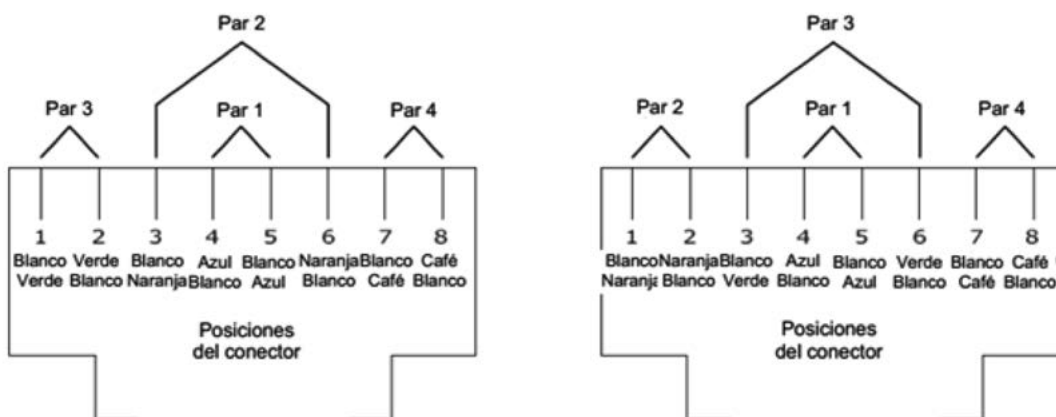 Par 2
Par 3
Par 1
Par 4
1 2 3 4 5 6 7 8
Blanco Verde Blanco Azul Blanco Naranja Blanco Café
Verde Blanco Naranja Blanco Azul Blanco Café Blanco
Posiciones
del conector
Par 3
Par 2
Par 1
Par 4
1 2 3 4 5 6 7 8
Blanco Naranja Blanco Azul Blanco Verde Blanco Café
Naranja Blanco Verde Blanco Azul Blanco Café Blanco
Posiciones
del conector